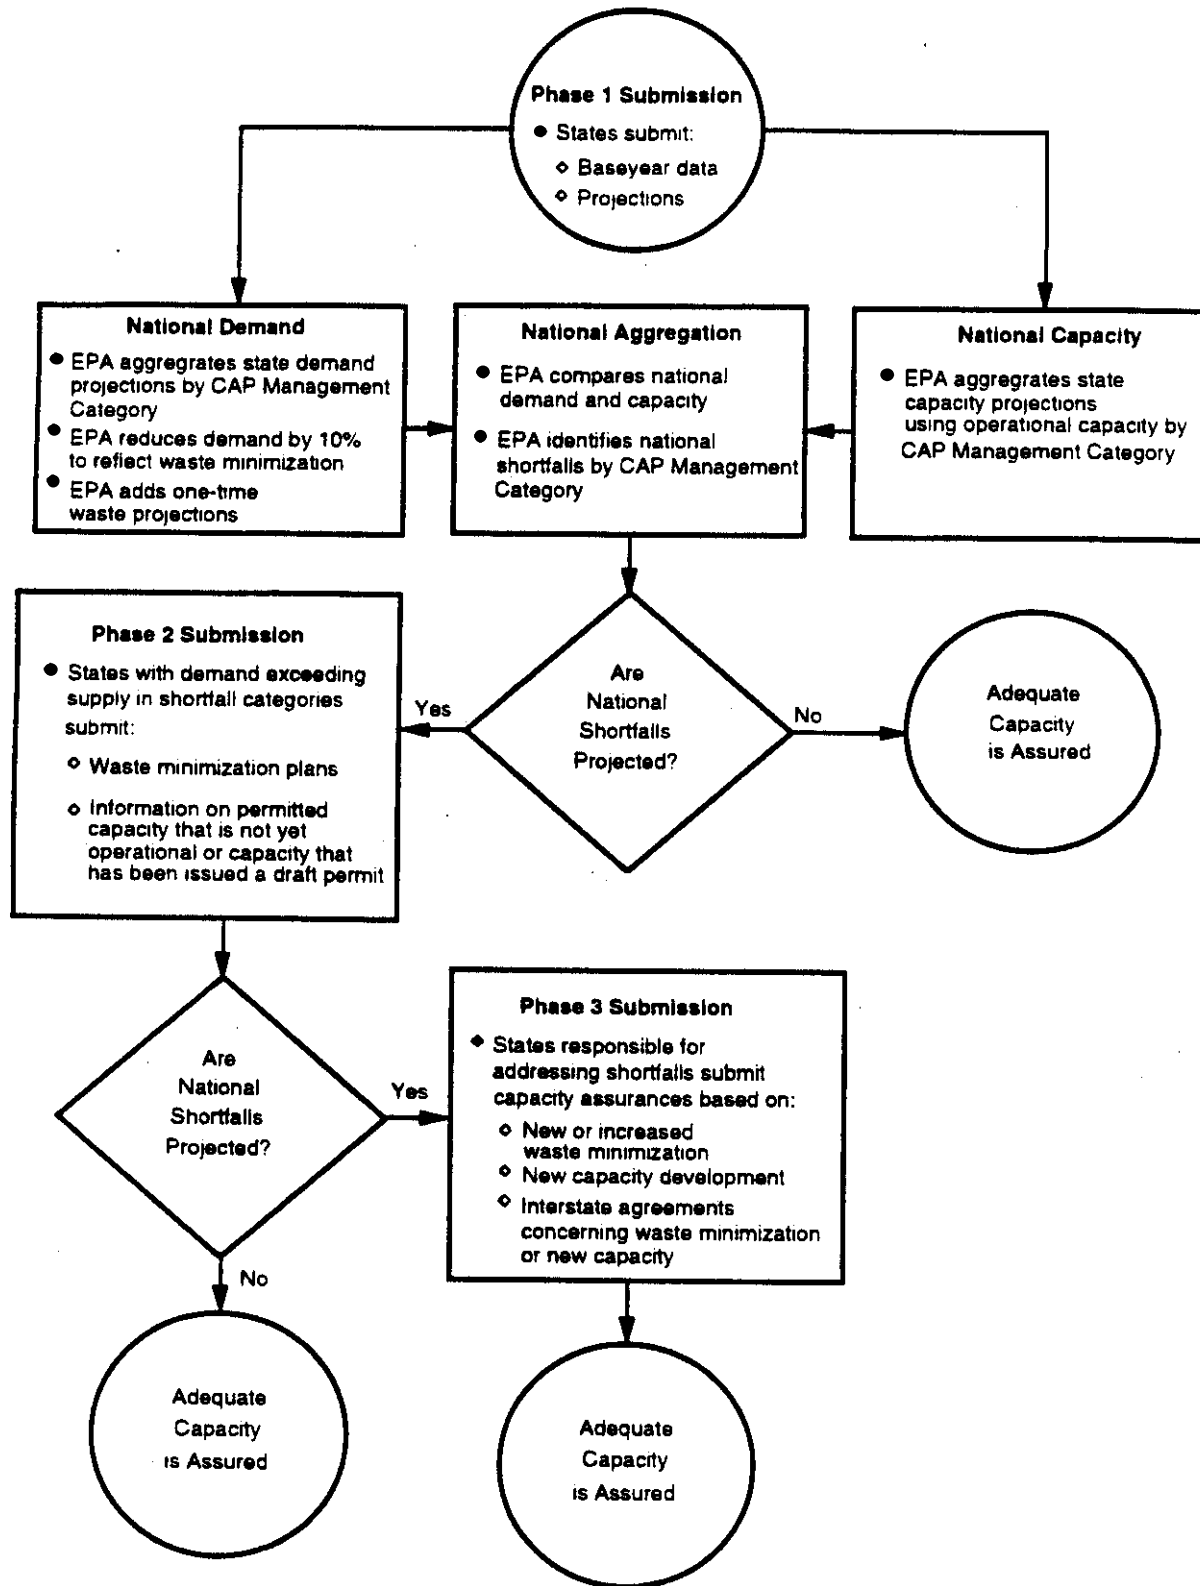 Phase 1 Submission
● States submit:
◇ Baseyear data
◇ Projections
National Demand
● EPA aggregrates state demand
projections by CAP Management
Category
● EPA reduces demand by 10%
to reflect waste minimization
● EPA adds one-time
waste projections
National Aggregation
● EPA compares national
demand and capacity
● EPA identifies national
shortfalls by CAP Management
Category
National Capacity
● EPA aggregrates state
capacity projections
using operational capacity by
CAP Management Category
Phase 2 Submission
● States with demand exceeding
supply in shortfall categories
submit:
◇ Waste minimization plans
◇ Information on permitted
capacity that is not yet
operational or capacity that
has been issued a draft permit
Yes
Are
National
Shortfalls
Projected?
No
Adequate
Capacity
is Assured
Are
National
Shortfalls
Projected?
Yes
No
Phase 3 Submission
◆ States responsible for
addressing shortfalls submit
capacity assurances based on:
◇ New or increased
waste minimization
◇ New capacity development
◇ Interstate agreements
concerning waste minimization
or new capacity
Adequate
Capacity
is Assured
Adequate
Capacity
is Assured